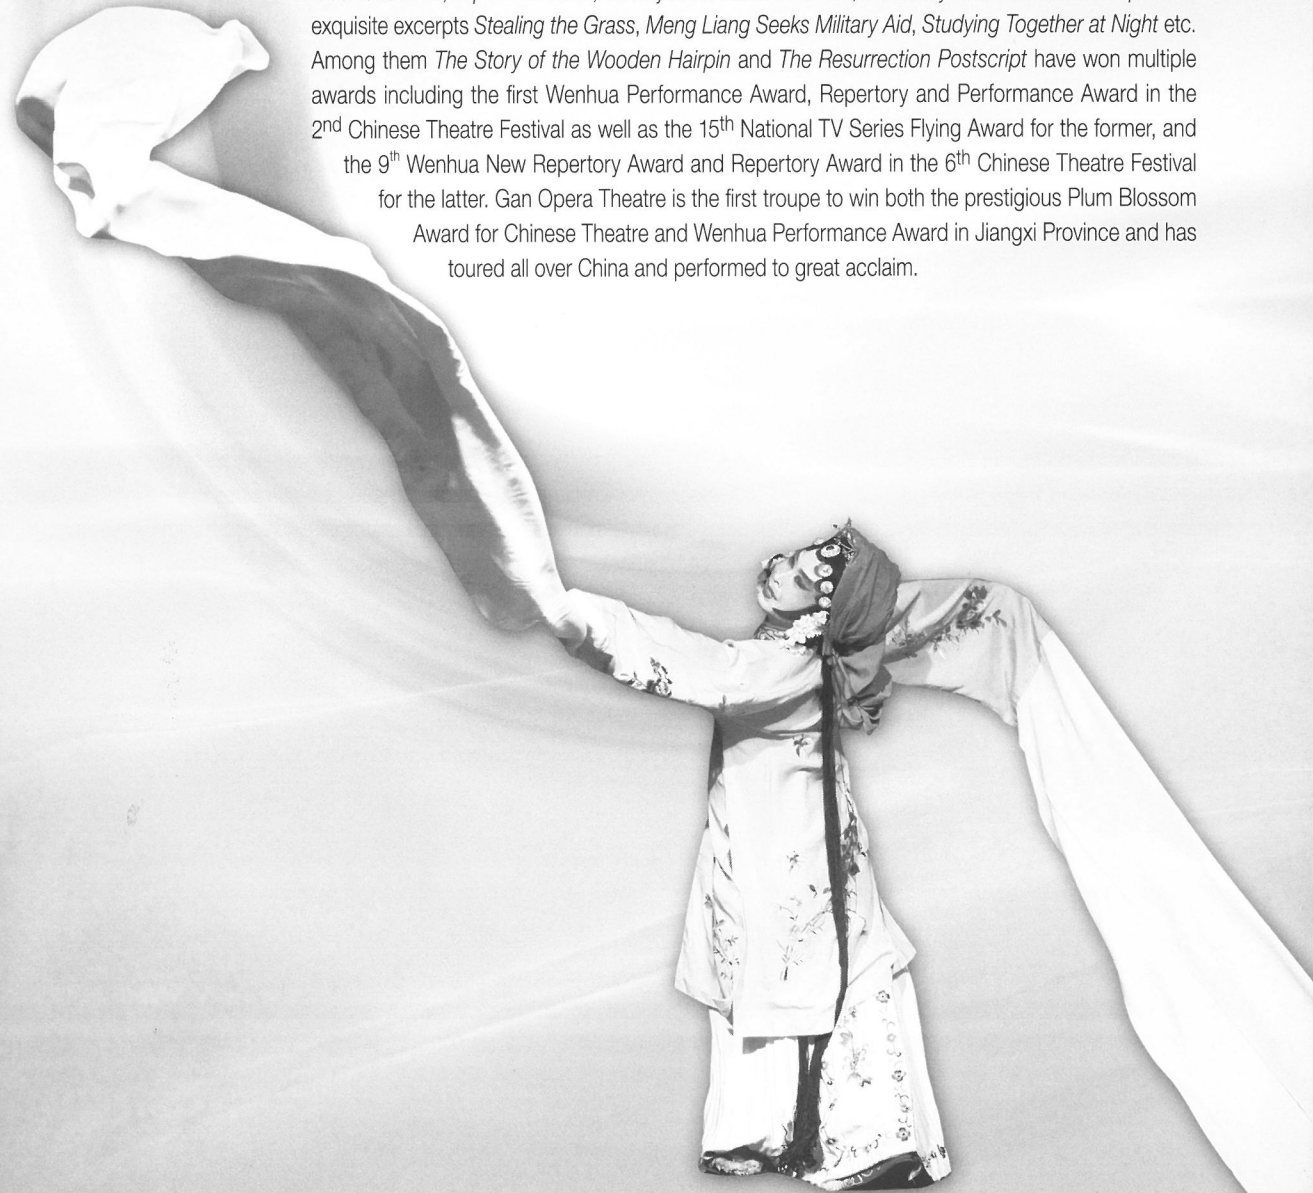 exquisite excerpts Stealing the Grass, Meng Liang Seeks Military Aid, Studying Together at Night etc.
Among them The Story of the Wooden Hairpin and The Resurrection Postscript have won multiple
awards including the first Wenhua Performance Award, Repertory and Performance Award in the
2nd Chinese Theatre Festival as well as the 15th National TV Series Flying Award for the former, and
the 9th Wenhua New Repertory Award and Repertory Award in the 6th Chinese Theatre Festival
for the latter. Gan Opera Theatre is the first troupe to win both the prestigious Plum Blossom
Award for Chinese Theatre and Wenhua Performance Award in Jiangxi Province and has
toured all over China and performed to great acclaim.